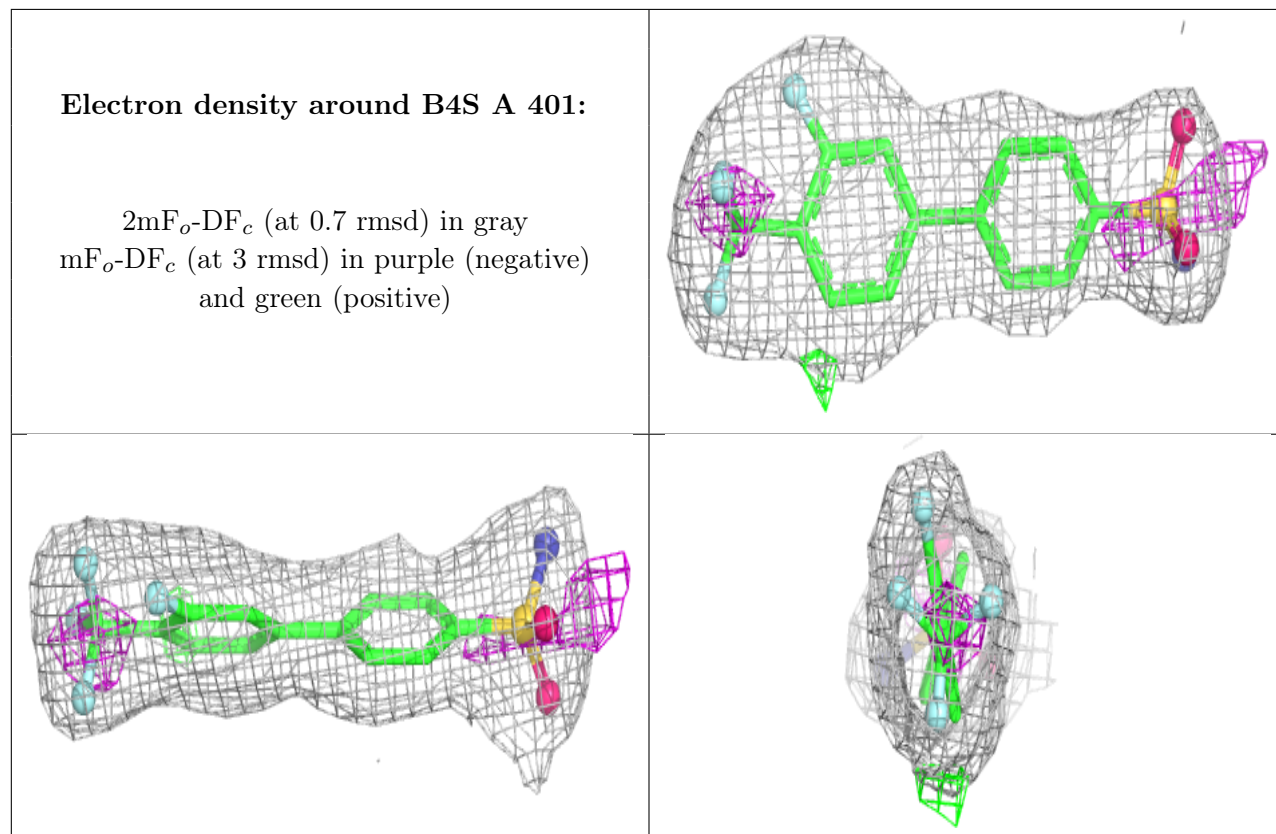 Electron density around B4S A 401:
2mFo-DFc (at 0.7 rmsd) in gray
mFo-DFc (at 3 rmsd) in purple (negative)
and green (positive)